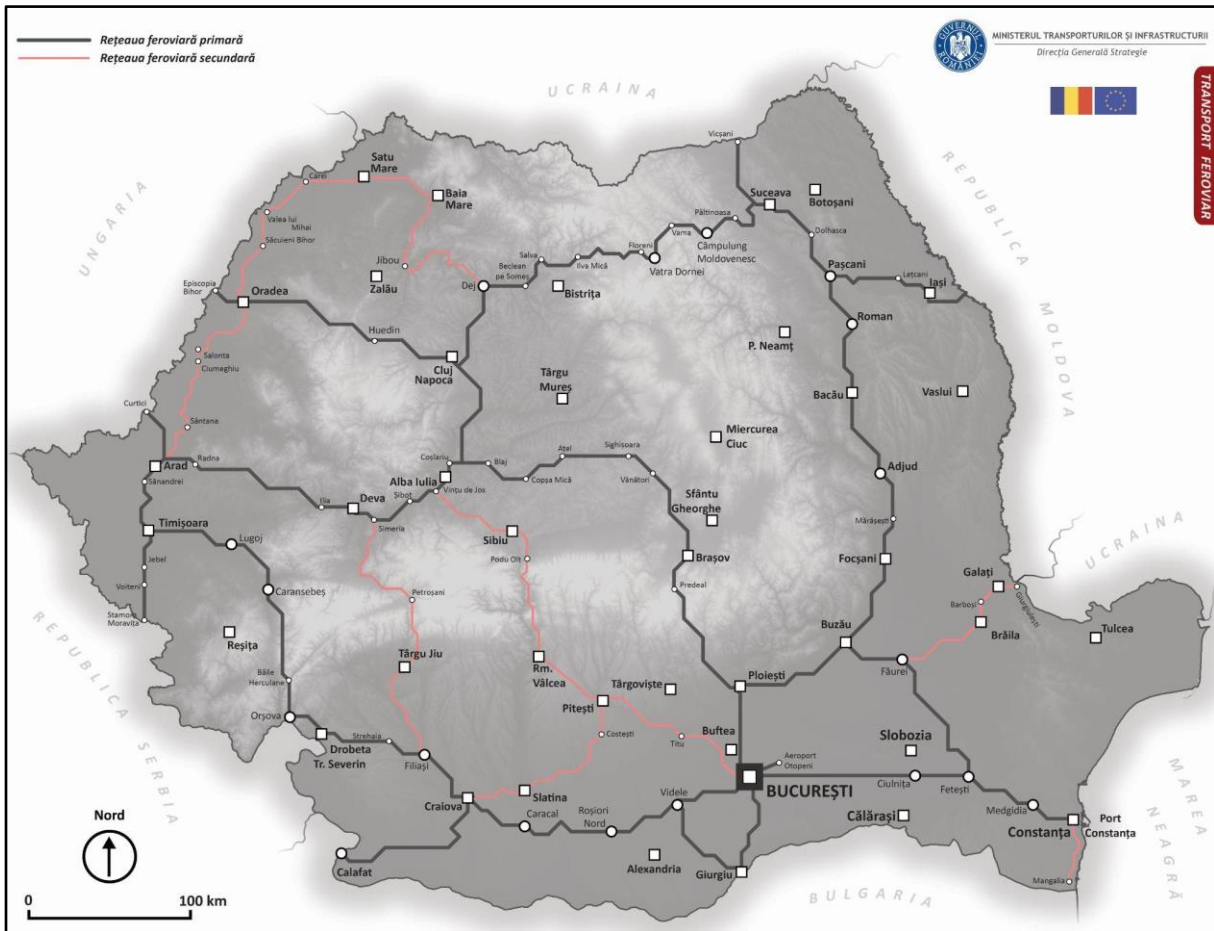 Rețeaua feroviară primară
Rețeaua feroviară secundară
GUVERNUL ROMÂNIEI
MINISTERUL TRANSPORTURILOR ȘI INFRASTRUCTURII
Direcția Generală Strategie
TRANSPORT FEROVIAR
UCRAINA
UNGARIA
REPUBLICA MOLDOVA
Vicșani
Satu
Mare
Carei
Baia
Mare
Suceava
Botoșani
Valea lui
Mihai
Păltinoasa
Vama
Câmpulung
Moldovenesc
Dolhasca
Săcuieni Bihor
Floreni
Vatra Dornei
Salva
Ilva Mică
Beclean
pe Someș
Jibou
Zalău
Dej
Bistrița
Pașcani
Lețcani
Iași
Episcopia
Bihor
Oradea
Roman
Huedin
P. Neamț
Salonta
Ciumeghiu
Cluj
Napoca
Târgu
Mureș
Bacău
Vaslui
Curtici
Sântana
Miercurea
Ciuc
Arad
Radna
Coșlariu
Blaj
Ațel
Sighișoara
Alba Iulia
Copșa Mică
Vânători
Adjud
Sânandrei
Vințu de Jos
Șibot
Ilia
Deva
Simeria
Sfântu
Gheorghe
Mărășești
Timișoara
Lugoj
Sibiu
Brașov
Focșani
UCRAINA
Jebel
Podu Olt
Voiteni
Caransebeș
Petroșani
Predeal
Galați
Barboși
Giurgiulești
Stamora
Moravița
Reșița
Brăila
Tulcea
Buzău
Târgu Jiu
Rm.
Vâlcea
Făurei
Băile
Herculane
Târgoviște
Ploiești
Pitești
Orșova
Costești
Titu
Buftea
Slobozia
Strehaia
Drobeta
Tr. Severin
Filiași
Aeroport
Otopeni
BUCUREȘTI
Ciulnița
Fetești
REPUBLICA SERBIA
Craiova
Slatina
Videle
Roșiori
Nord
Caracal
Medgidia
Călărași
Constanța
Port
Constanța
MAREA
NEAGRĂ
Nord
Calafat
Alexandria
Giurgiu
Mangalia
BULGARIA
0
100 km